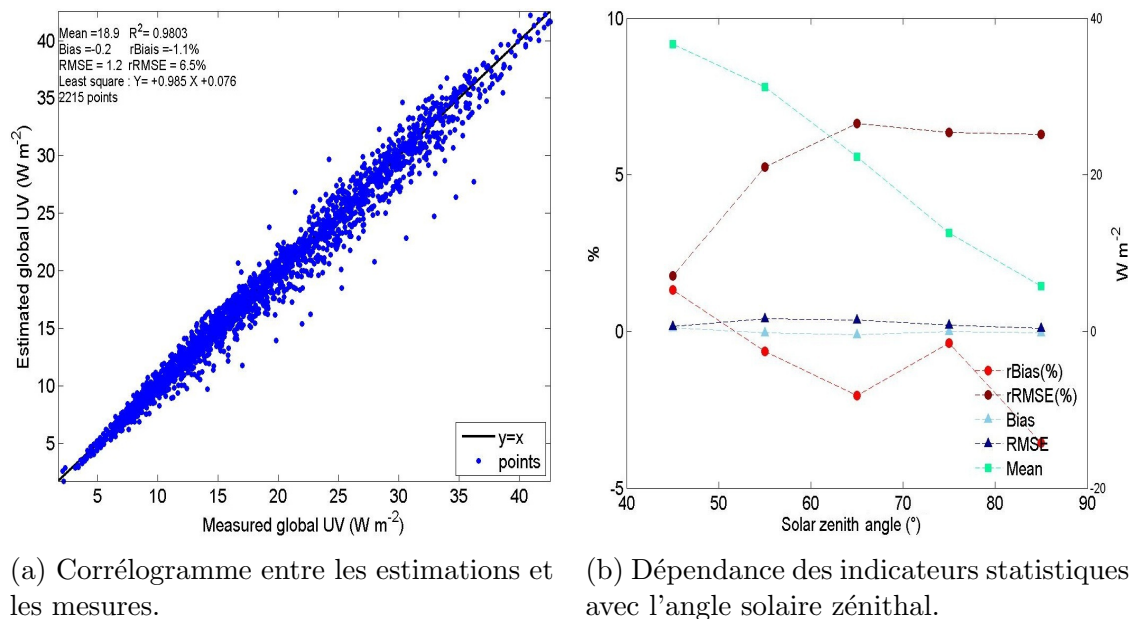 Mean =18.9 R²= 0.9803
Bias =-0.2 rBiais =-1.1%
RMSE = 1.2 rRMSE = 6.5%
Least square : Y= +0.985 X +0.076
2215 points
Estimated global UV (W m⁻²)
40
35
30
25
20
15
10
5
5 10 15 20 25 30 35 40
Measured global UV (W m⁻²)
y=x
points
10
5
0
-5
%
40
20
0
-20
W m⁻²
40 50 60 70 80 90
Solar zenith angle (°)
rBias(%)
rRMSE(%)
Bias
RMSE
Mean
(a) Corrélogramme entre les estimations et
les mesures.
(b) Dépendance des indicateurs statistiques
avec l'angle solaire zénithal.